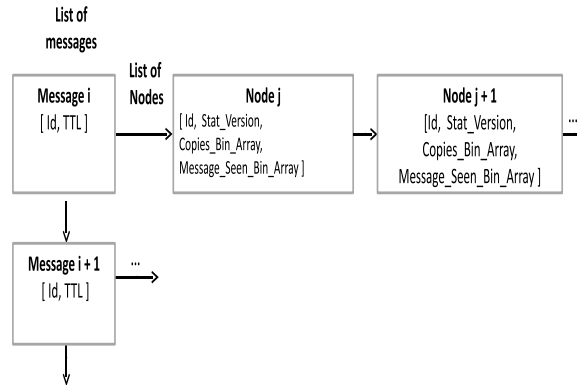 List of
messages
List of
Nodes
Message i
[ Id, TTL ]
Node j
[ Id, Stat_Version,
Copies_Bin_Array,
Message_Seen_Bin_Array ]
Node j + 1
[Id, Stat_Version,
Copies_Bin_Array,
Message_Seen_Bin_Array ]
...
Message i + 1
[ Id, TTL ]
...